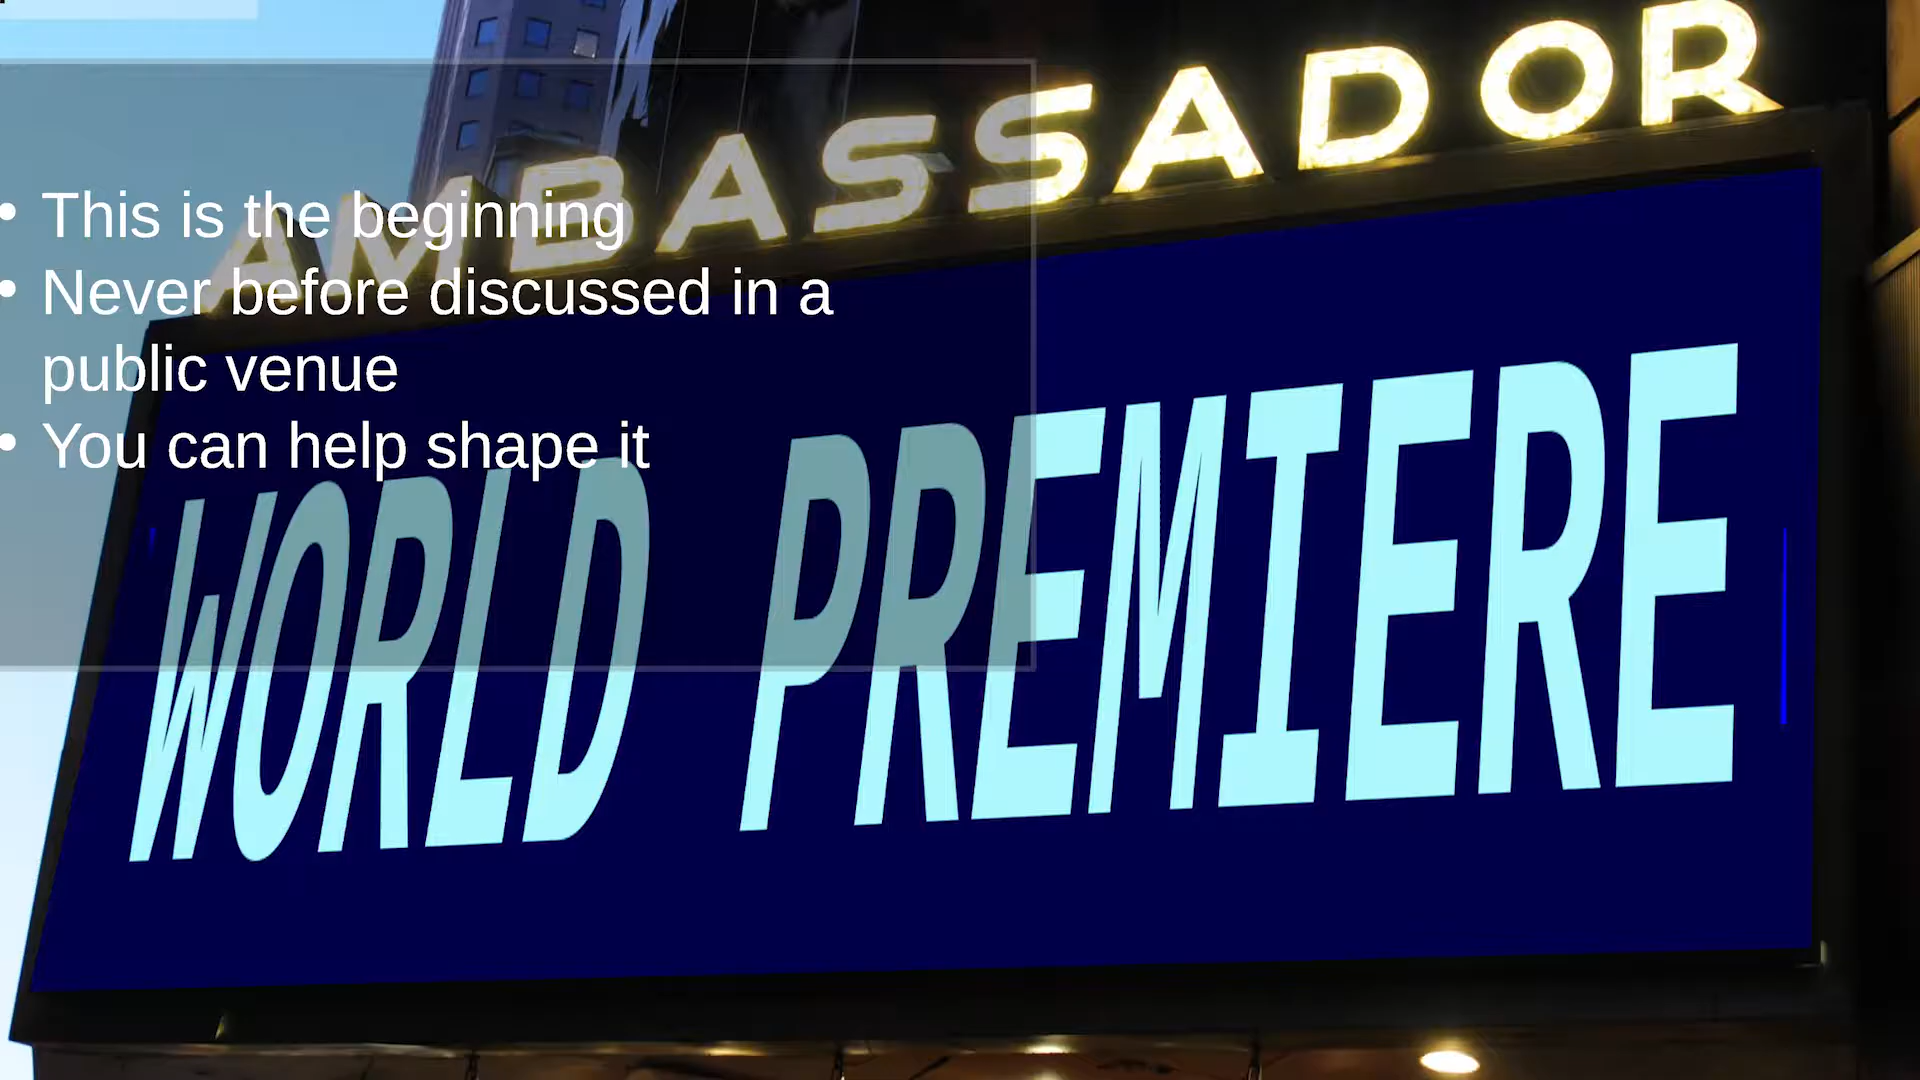 AMBASSADOR
• This is the beginning
• Never before discussed in a
public venue
• You can help shape it
WORLD PREMIERE